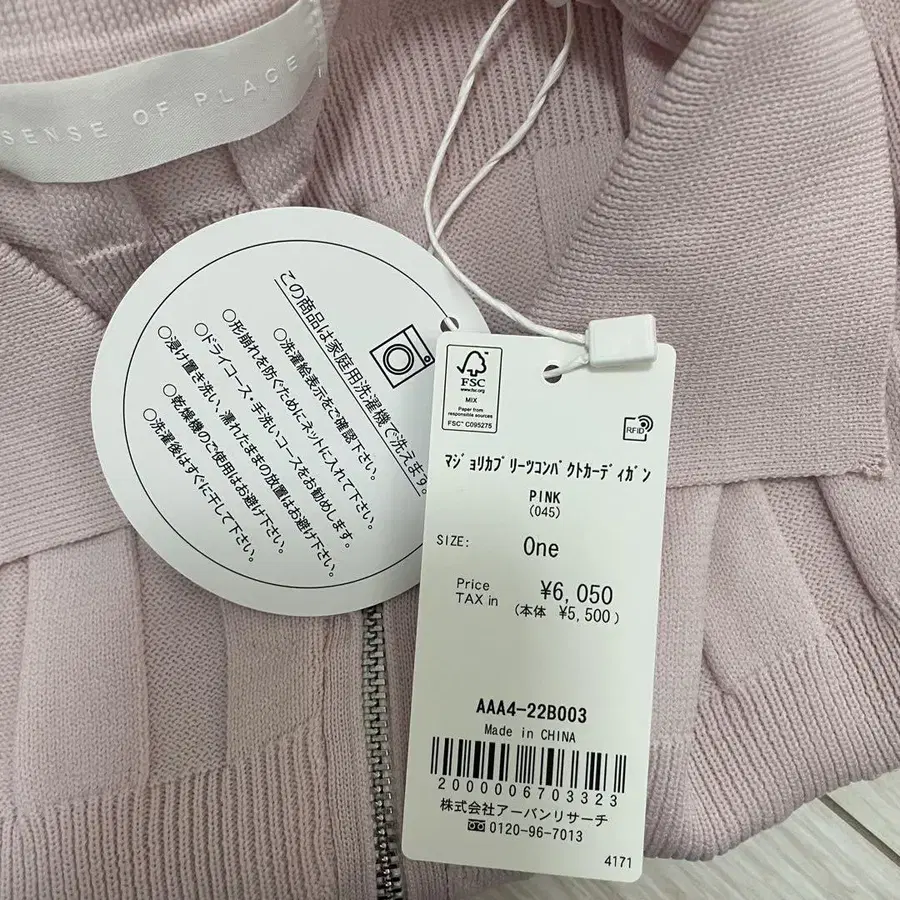 SENSE OF PLACE
この商品は家庭用洗濯機で洗えます。
○洗濯絵表示をご確認下さい。
○形崩れを防ぐためにネットに入れて下さい。
○ドライコース・手洗いコースをお勧めします。
○浸け置き洗い、濡れたままの放置はお避け下さい。
○乾燥機のご使用はお避け下さい。
○洗濯後はすぐに干して下さい。
FSC
www.fsc.org
MIX
Paper from
responsible sources
FSC™ C095275
RFID
マジョリカプリーツコンパクトカーディガン
PINK
(045)
SIZE: One
Price
TAX in ¥6,050
(本体 ¥5,500)
AAA4-22B003
Made in CHINA
2000006703323
株式会社アーバンリサーチ
0120-96-7013
4171